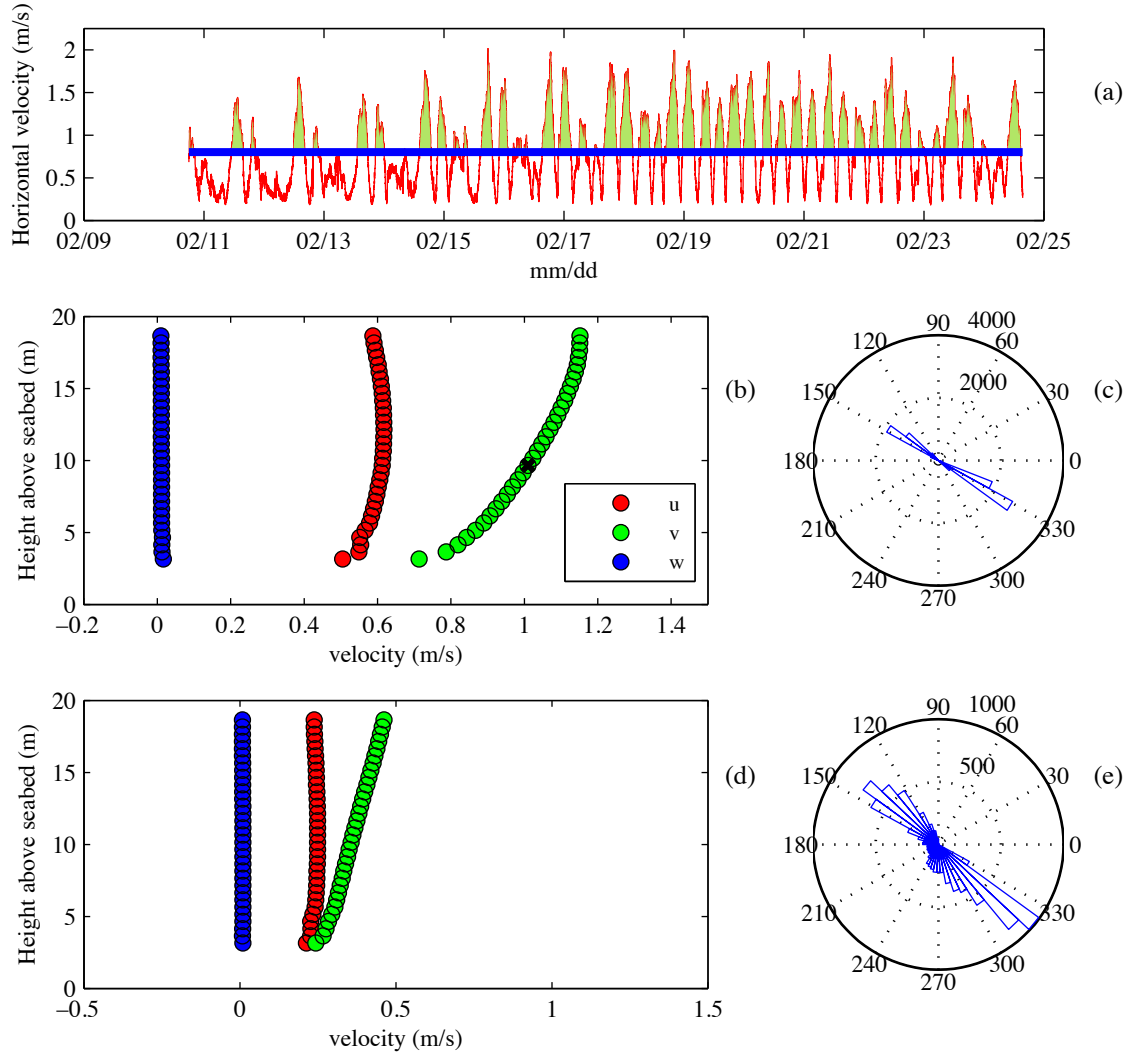 Horizontal velocity (m/s)
2
1.5
1
0.5
0
02/09 02/11 02/13 02/15 02/17 02/19 02/21 02/23 02/25
mm/dd
(a)
Height above seabed (m)
20
15
10
5
0
−0.2 0 0.2 0.4 0.6 0.8 1 1.2 1.4
velocity (m/s)
u
v
w
(b)
90 4000
120 60
2000
150 30
180 0
210 330
240 300
270
(c)
Height above seabed (m)
20
15
10
5
0
−0.5 0 0.5 1 1.5
velocity (m/s)
(d)
90 1000
120 60
500
150 30
180 0
210 330
240 300
270
(e)